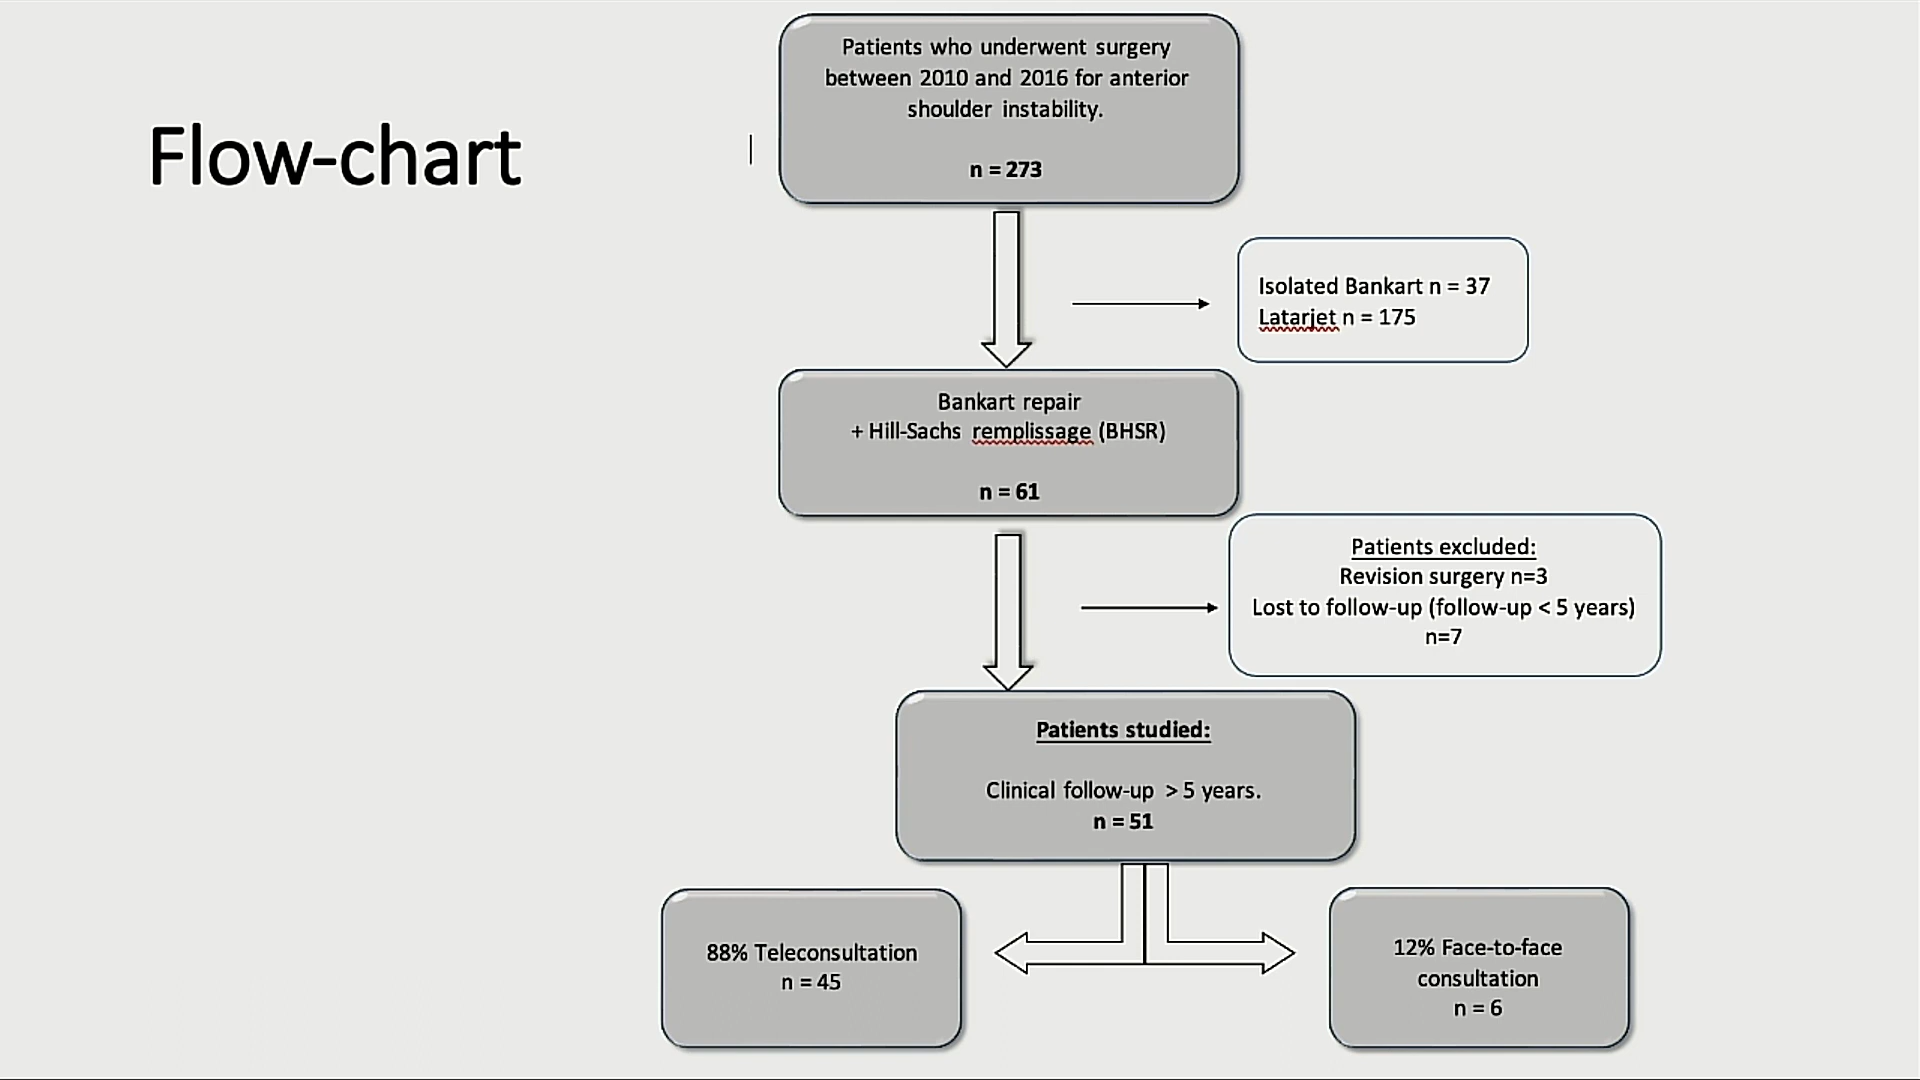 Flow-chart
Patients who underwent surgery
between 2010 and 2016 for anterior
shoulder instability.
n = 273
Isolated Bankart n = 37
Latarjet n = 175
Bankart repair
+ Hill-Sachs remplissage (BHSR)
n = 61
Patients excluded:
Revision surgery n=3
Lost to follow-up (follow-up < 5 years)
n=7
Patients studied:
Clinical follow-up > 5 years.
n = 51
88% Teleconsultation
n = 45
12% Face-to-face
consultation
n = 6